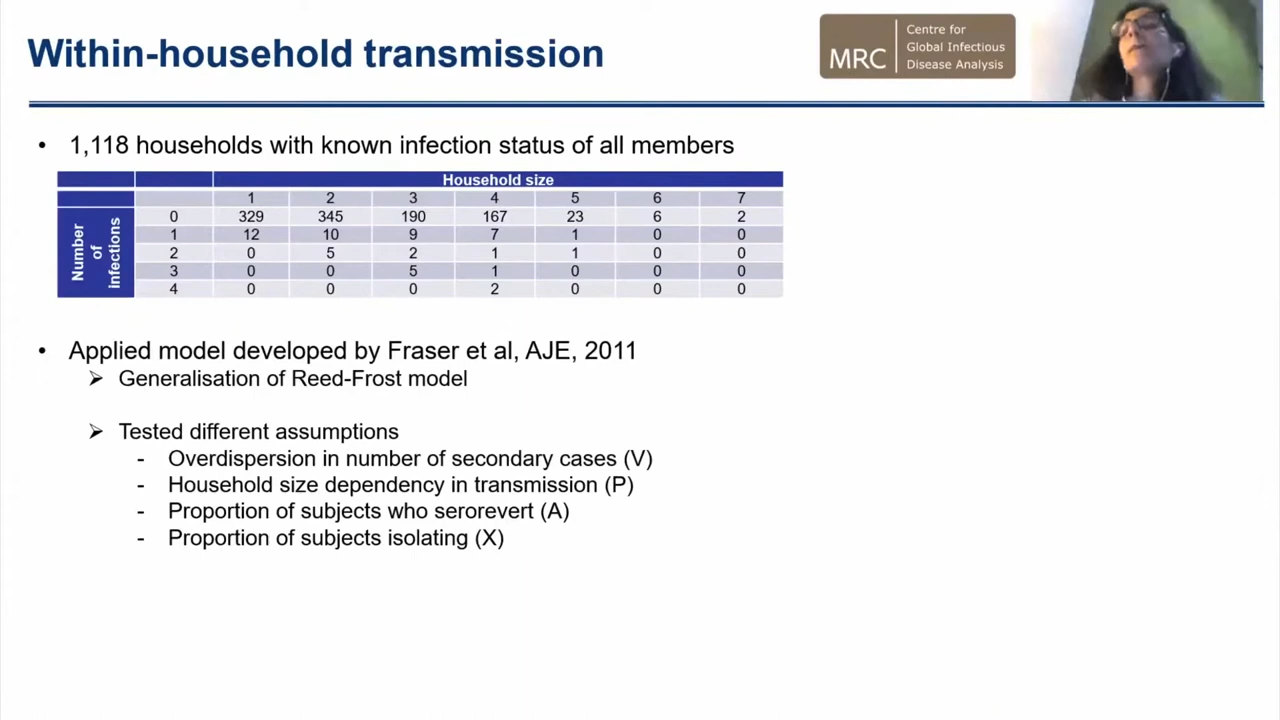 Within-household transmission
MRC
Centre for
Global Infectious
Disease Analysis
• 1,118 households with known infection status of all members
Household size
1 2 3 4 5 6 7
Number
of
infections
0 329 345 190 167 23 6 2
1 12 10 9 7 1 0 0
2 0 5 2 1 1 0 0
3 0 0 5 1 0 0 0
4 0 0 0 2 0 0 0
• Applied model developed by Fraser et al, AJE, 2011
➢ Generalisation of Reed-Frost model
➢ Tested different assumptions
- Overdispersion in number of secondary cases (V)
- Household size dependency in transmission (P)
- Proportion of subjects who serorevert (A)
- Proportion of subjects isolating (X)